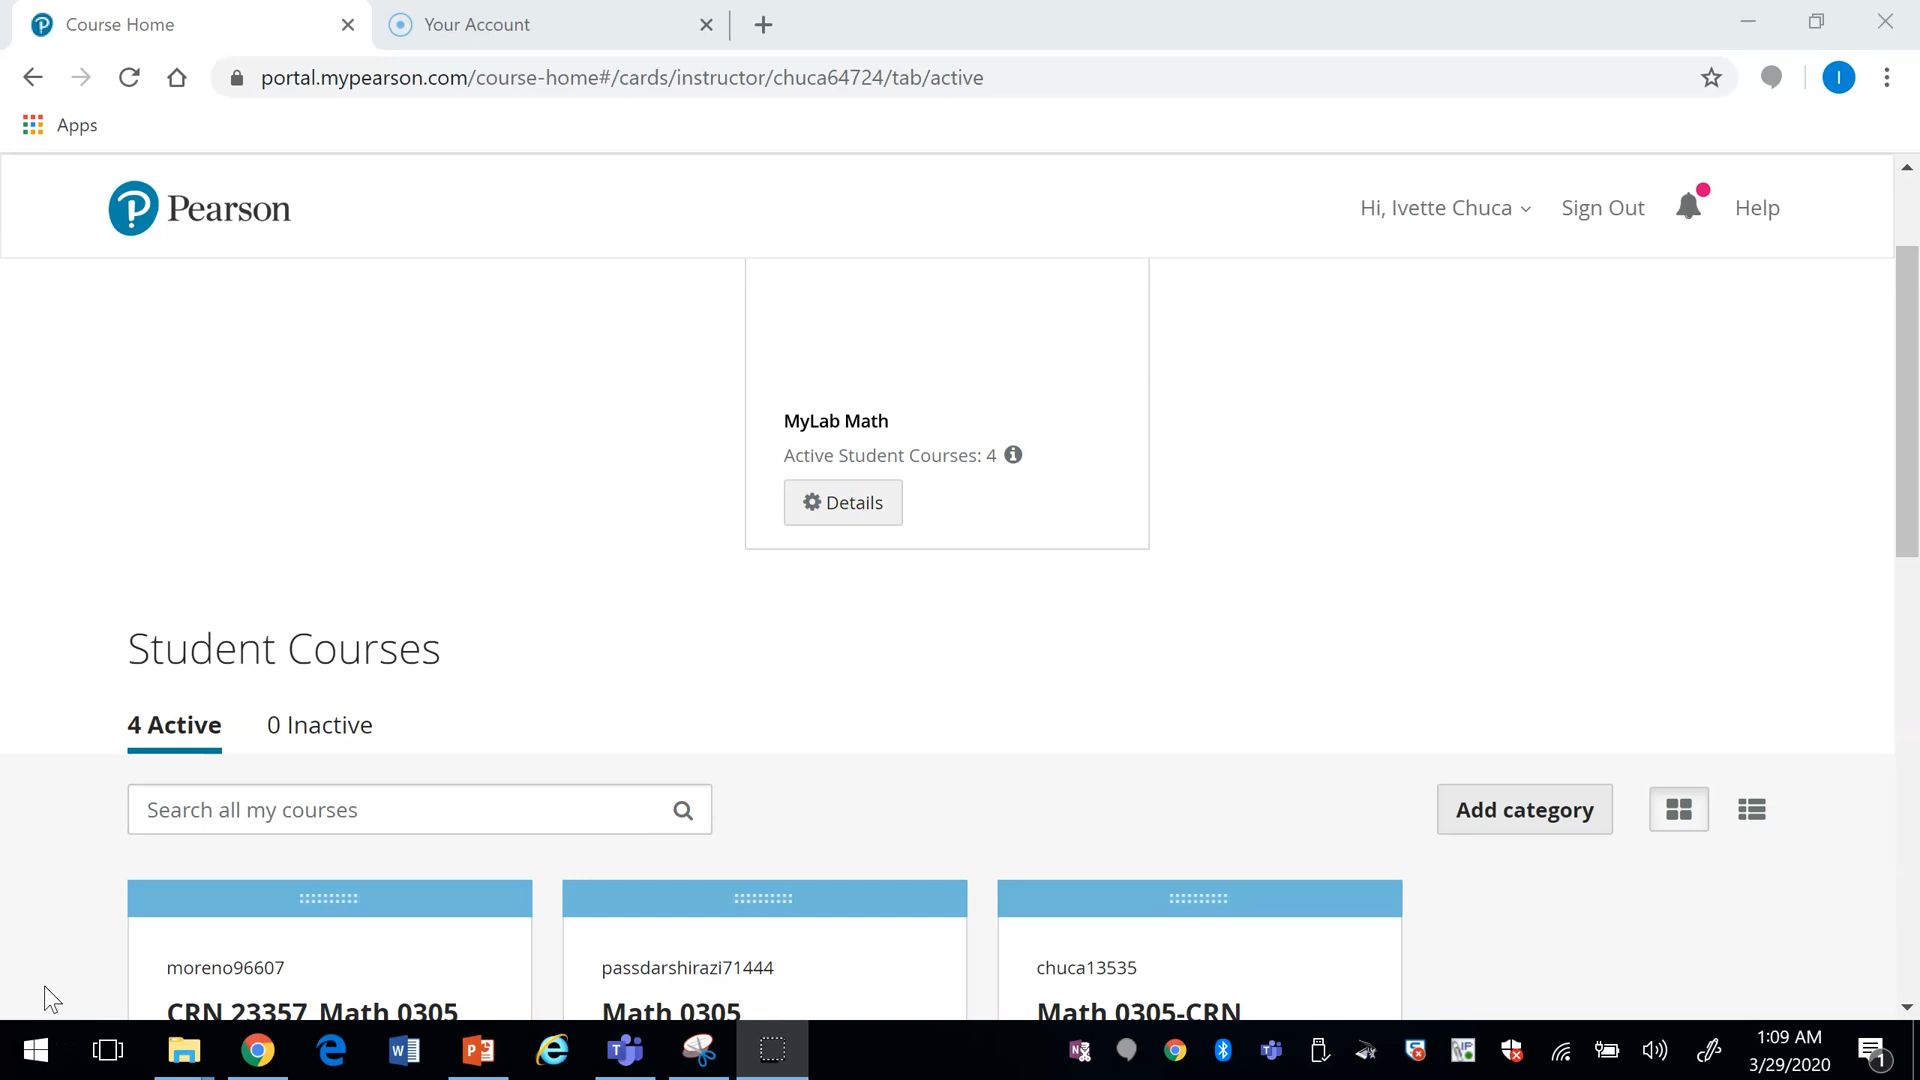 Course Home
Your Account
portal.mypearson.com/course-home#/cards/instructor/chuca64724/tab/active
I
Apps
Pearson
Hi, Ivette Chuca
Sign Out
Help
MyLab Math
Active Student Courses: 4
Details
Student Courses
4 Active
0 Inactive
Search all my courses
Add category
moreno96607
passdarshirazi71444
chuca13535
CRN 23357 Math 0305
Math 0305
Math 0305-CRN
1:09 AM
3/29/2020
1